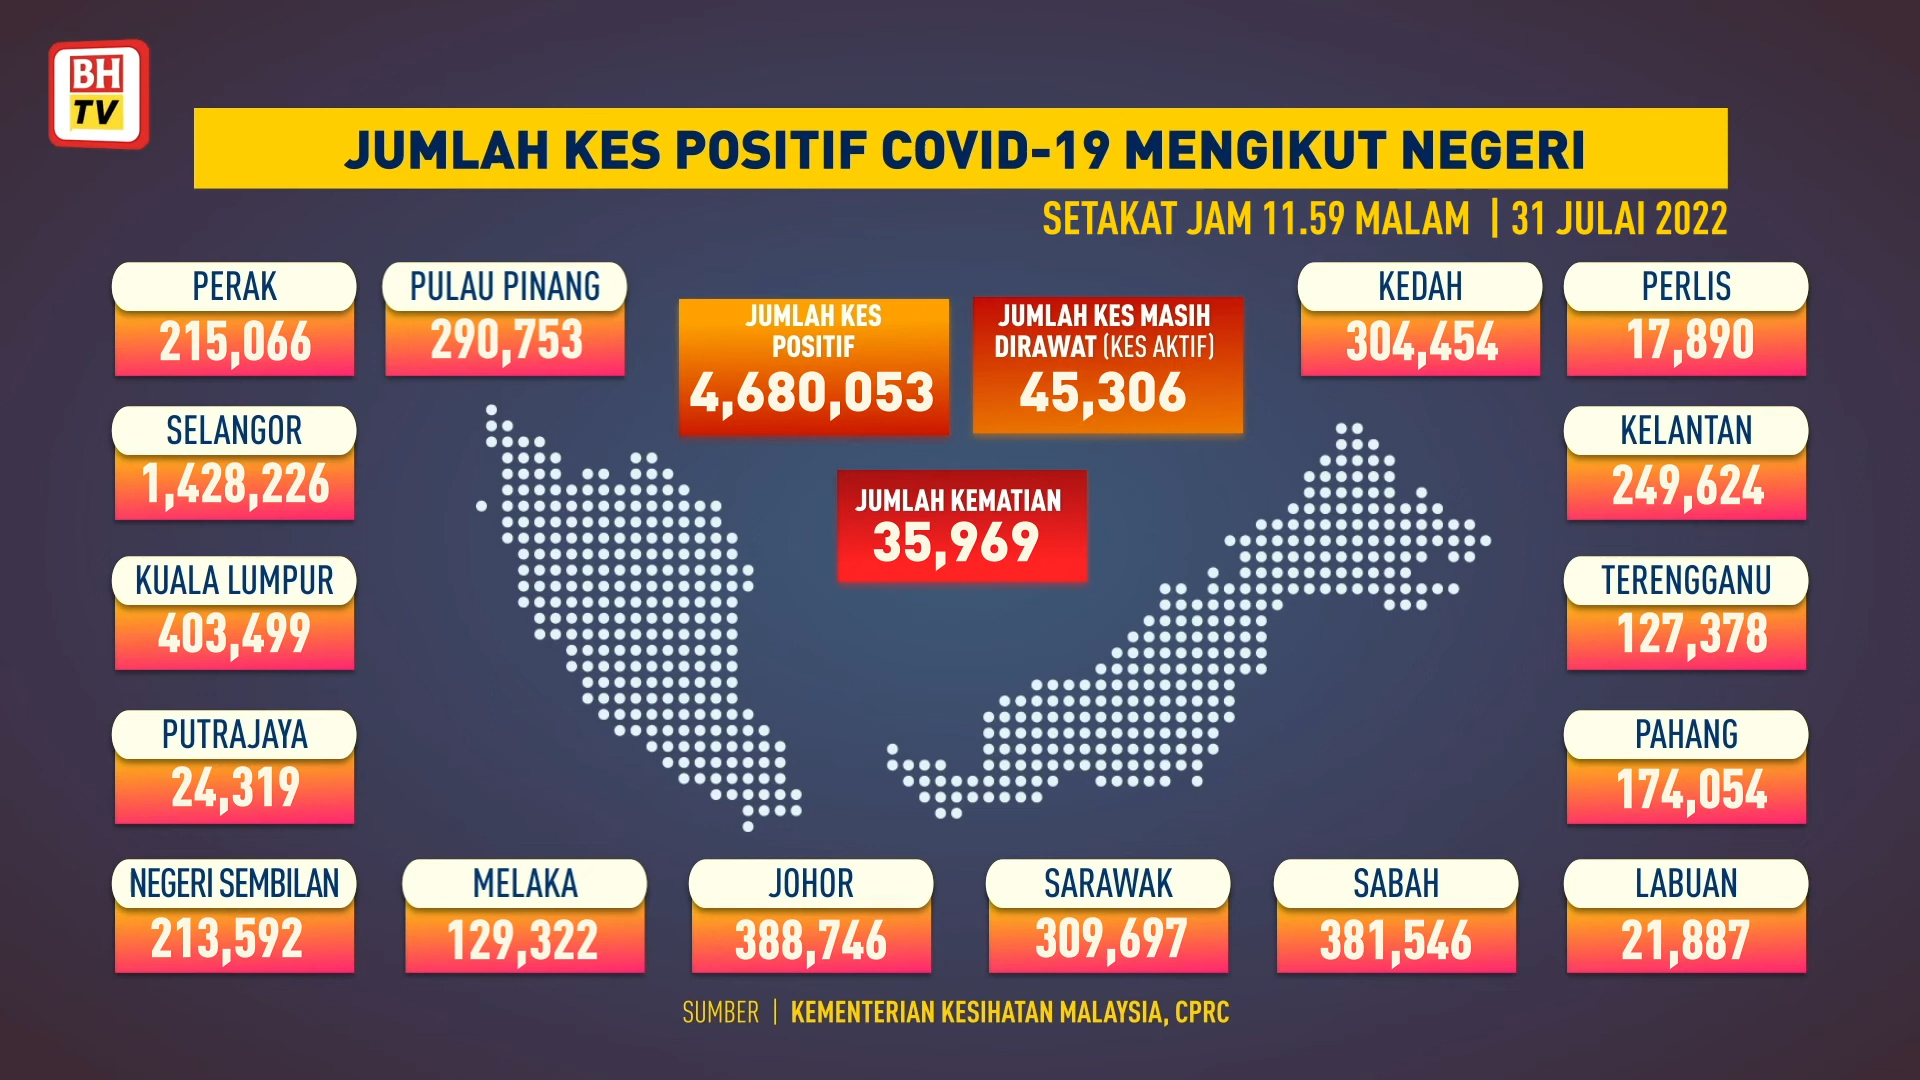 BH
TV
JUMLAH KES POSITIF COVID-19 MENGIKUT NEGERI
SETAKAT JAM 11.59 MALAM | 31 JULAI 2022
PERAK
215,066
PULAU PINANG
290,753
JUMLAH KES
POSITIF
4,680,053
JUMLAH KES MASIH
DIRAWAT (KES AKTIF)
45,306
KEDAH
304,454
PERLIS
17,890
SELANGOR
1,428,226
JUMLAH KEMATIAN
35,969
KELANTAN
249,624
KUALA LUMPUR
403,499
TERENGGANU
127,378
PUTRAJAYA
24,319
PAHANG
174,054
NEGERI SEMBILAN
213,592
MELAKA
129,322
JOHOR
388,746
SARAWAK
309,697
SABAH
381,546
LABUAN
21,887
SUMBER | KEMENTERIAN KESIHATAN MALAYSIA, CPRC